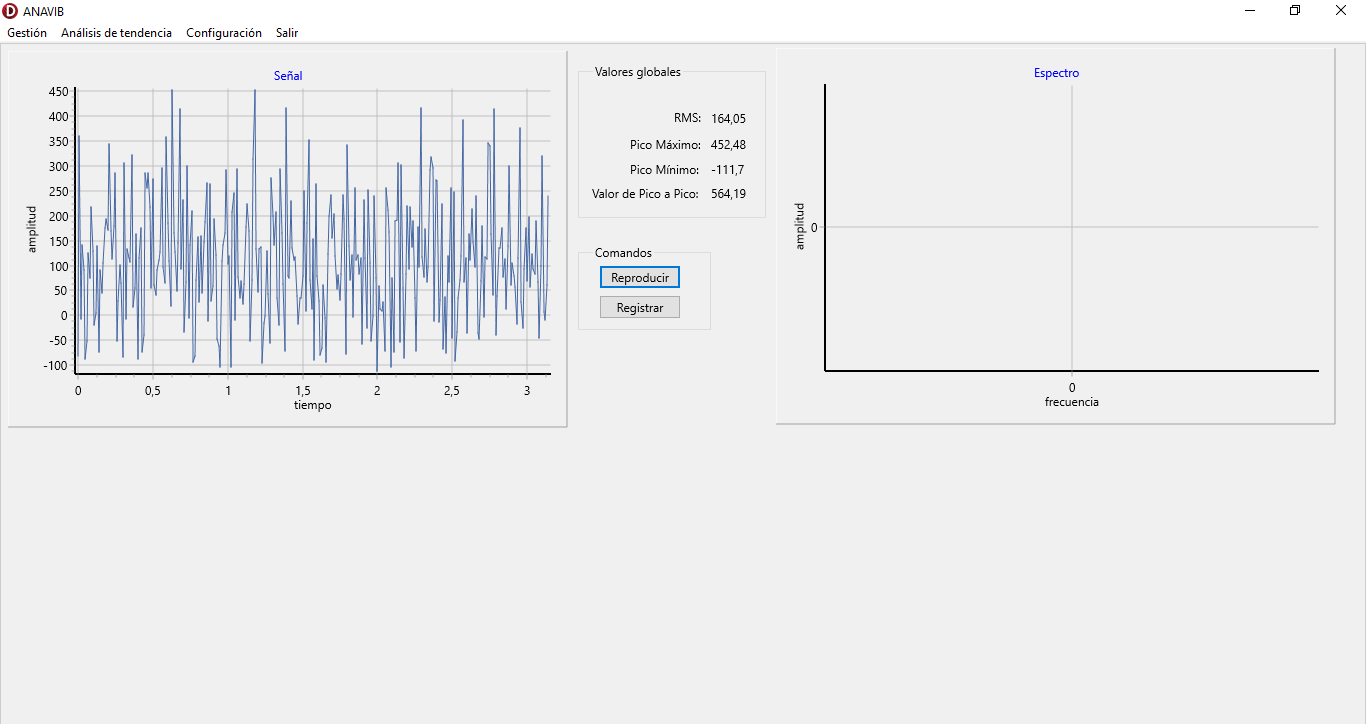 ANAVIB
Gestión Análisis de tendencia Configuración Salir
Señal
450
400
350
300
250
200
150
100
50
0
-50
-100
amplitud
0 0,5 1 1,5 2 2,5 3
tiempo
Valores globales
RMS: 164,05
Pico Máximo: 452,48
Pico Mínimo: -111,7
Valor de Pico a Pico: 564,19
Comandos
Reproducir
Registrar
Espectro
amplitud
0
0
frecuencia